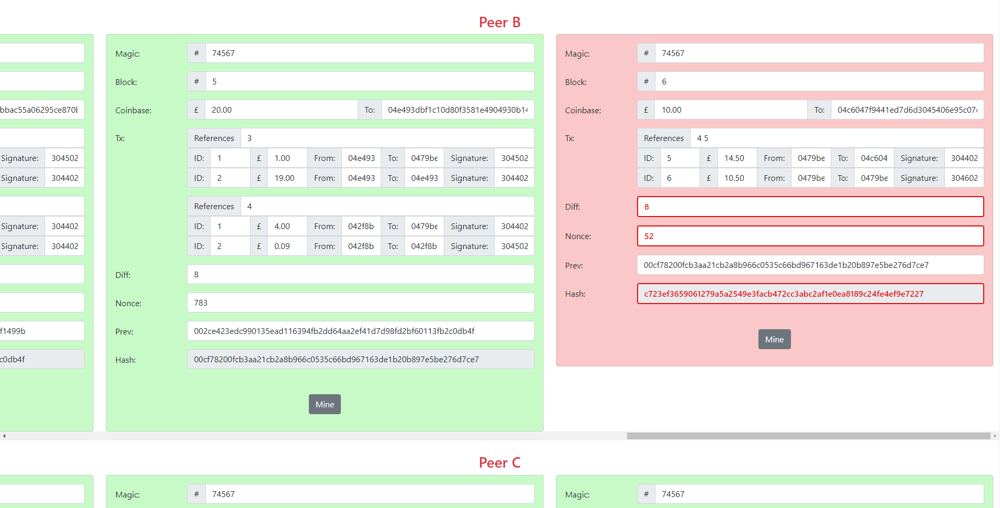 Peer B
bbac55a06295ce870b
Signature: 304502
Signature: 304402
Signature: 304402
Signature: 304402
f1499b
c0db4f
Magic: # 74567
Block: # 5
Coinbase: £ 20.00 To: 04e493dbf1c10d80f3581e4904930b14
Tx: References 3
ID: 1 £ 1.00 From: 04e493 To: 0479be Signature: 304502
ID: 2 £ 19.00 From: 04e493 To: 04e493 Signature: 304402
References 4
ID: 1 £ 4.00 From: 042f8b To: 0479be Signature: 304402
ID: 2 £ 0.09 From: 042f8b To: 042f8b Signature: 304502
Diff: 8
Nonce: 783
Prev: 002ce423edc990135ead116394fb2dd64aa2ef41d7d98fd2bf60113fb2c0db4f
Hash: 00cf78200fcb3aa21cb2a8b966c0535c66bd967163de1b20b897e5be276d7ce7
Mine
Magic: # 74567
Block: # 6
Coinbase: £ 10.00 To: 04c6047f9441ed7d6d3045406e95c07c
Tx: References 4 5
ID: 5 £ 14.50 From: 0479be To: 04c604 Signature: 304402
ID: 6 £ 10.50 From: 0479be To: 0479be Signature: 304602
Diff: 8
Nonce: 52
Prev: 00cf78200fcb3aa21cb2a8b966c0535c66bd967163de1b20b897e5be276d7ce7
Hash: c723ef3659061279a5a2549e3facb472cc3abc2af1e0ea8189c24fe4ef9e7227
Mine
Peer C
Magic: # 74567
Magic: # 74567